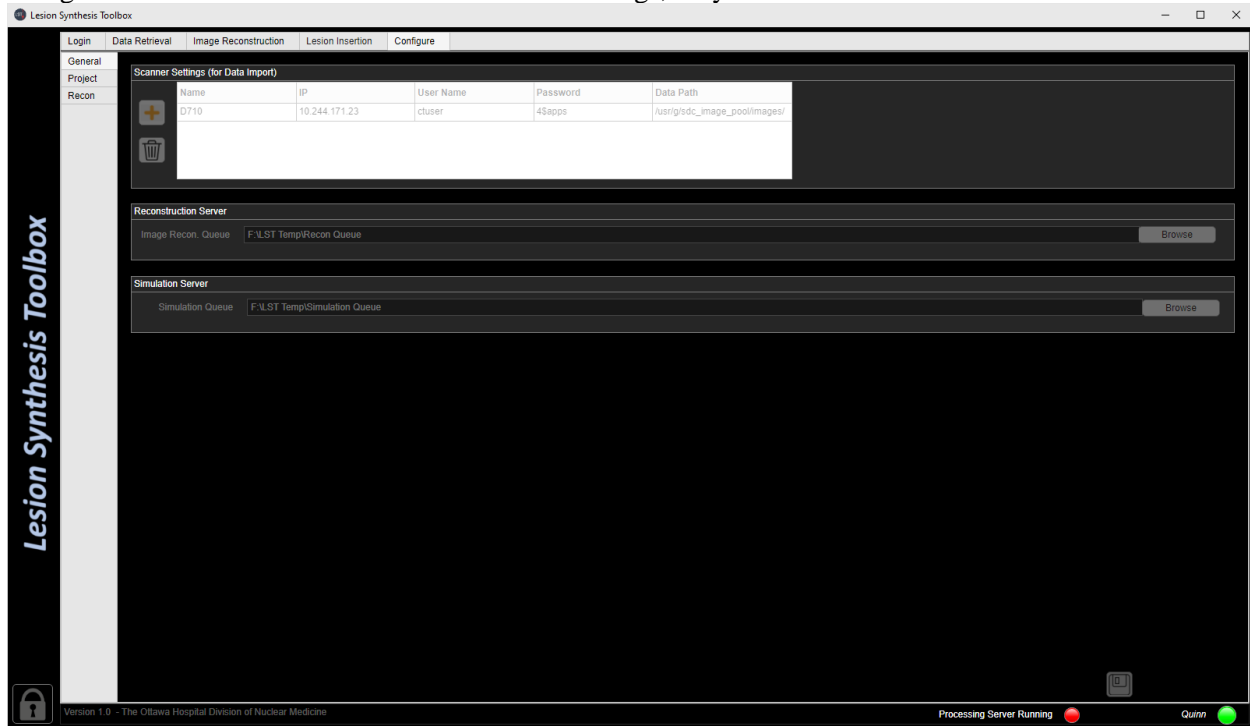 Lesion Synthesis Toolbox
Login Data Retrieval Image Reconstruction Lesion Insertion Configure
General
Project
Recon
Scanner Settings (for Data Import)
Name IP User Name Password Data Path
D710 10.244.171.23 ctuser 4$apps /usr/g/sdc_image_pool/images/
Reconstruction Server
Image Recon. Queue F:\LST Temp\Recon Queue Browse
Simulation Server
Simulation Queue F:\LST Temp\Simulation Queue Browse
Lesion Synthesis Toolbox
Version 1.0 - The Ottawa Hospital Division of Nuclear Medicine
Processing Server Running Quinn